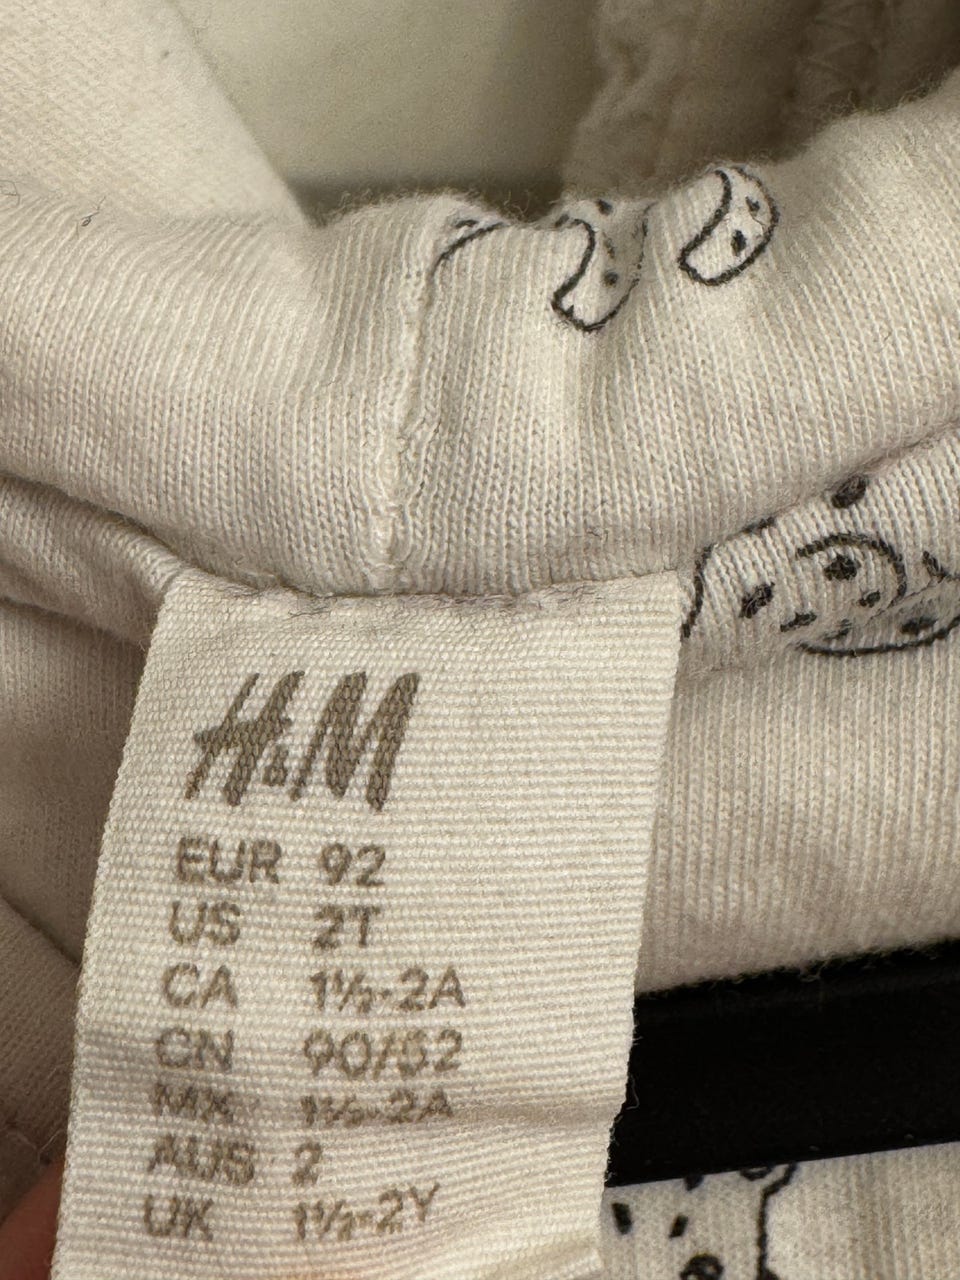 H&M
EUR 92
US 2T
CA 1½-2A
CN 90/52
MX 1½-2A
AUS 2
UK 1½-2Y